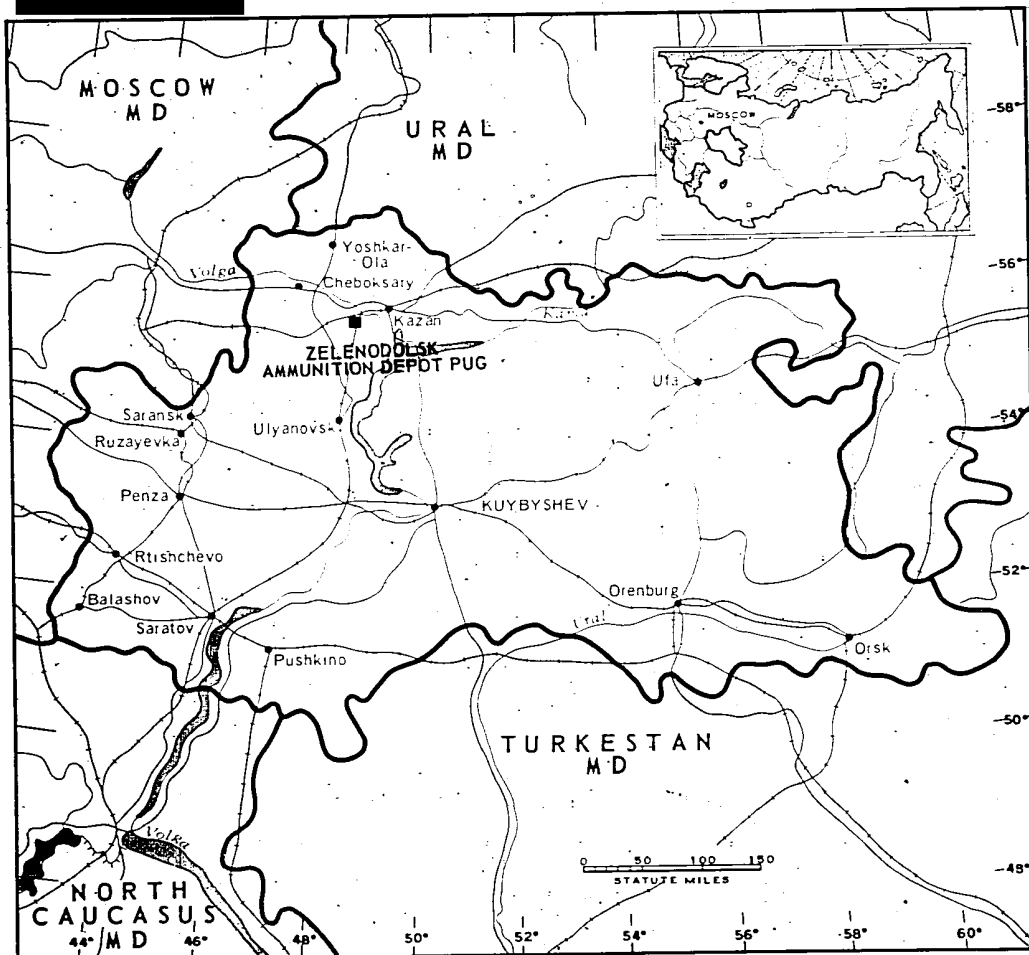 MOSCOW
MD
URAL
MD
MOSCOW
-58°
Yoshkar-
Ola
-56°
Volga
Cheboksary
Kazan
Kama
ZELENODOLSK
AMMUNITION DEPOT PUG
Ufa
-54°
Saransk
Ulyanovsk
Ruzayevka
Penza
KUYBYSHEV
Rtishchevo
-52°
Balashov
Orenburg
Saratov
Ural
Orsk
Pushkino
-50°
TURKESTAN
MD
Volga
0 50 100 150
STATUTE MILES
-48°
NORTH
CAUCASUS
MD
44° 46° 48° 50° 52° 54° 56° 58° 60°